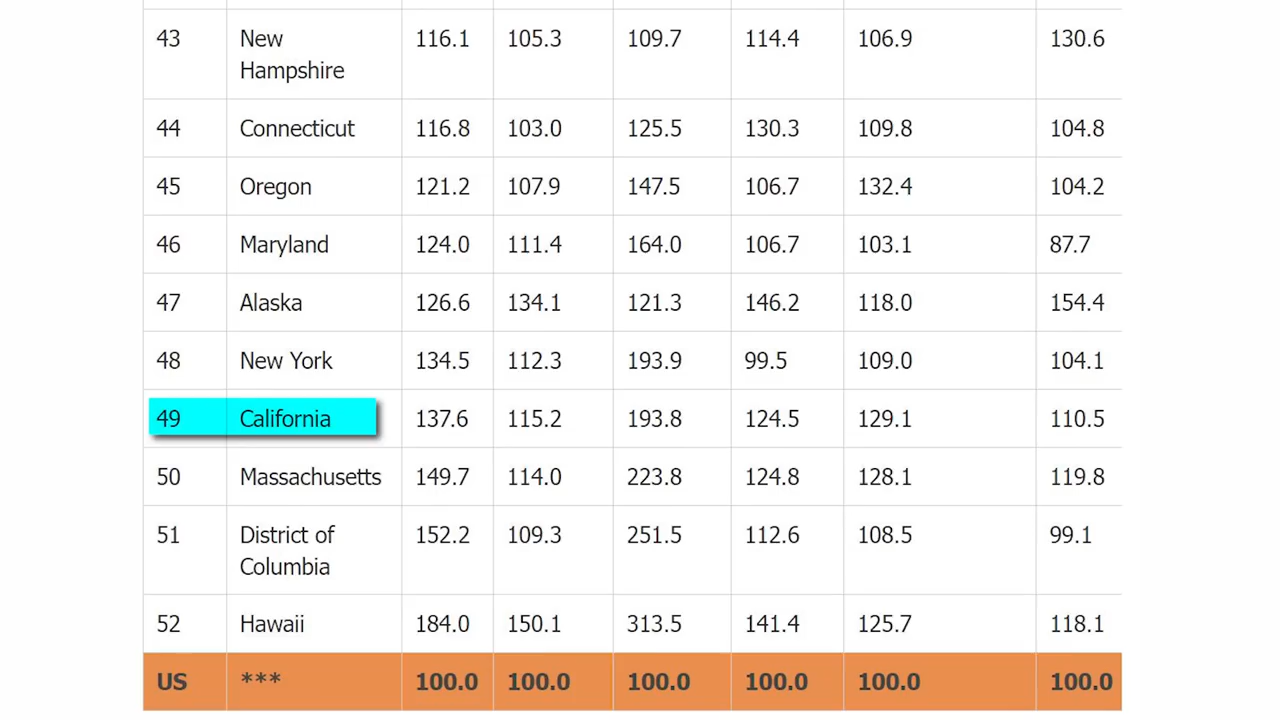 43 New Hampshire 116.1 105.3 109.7 114.4 106.9 130.6
44 Connecticut 116.8 103.0 125.5 130.3 109.8 104.8
45 Oregon 121.2 107.9 147.5 106.7 132.4 104.2
46 Maryland 124.0 111.4 164.0 106.7 103.1 87.7
47 Alaska 126.6 134.1 121.3 146.2 118.0 154.4
48 New York 134.5 112.3 193.9 99.5 109.0 104.1
49 California 137.6 115.2 193.8 124.5 129.1 110.5
50 Massachusetts 149.7 114.0 223.8 124.8 128.1 119.8
51 District of Columbia 152.2 109.3 251.5 112.6 108.5 99.1
52 Hawaii 184.0 150.1 313.5 141.4 125.7 118.1
US *** 100.0 100.0 100.0 100.0 100.0 100.0